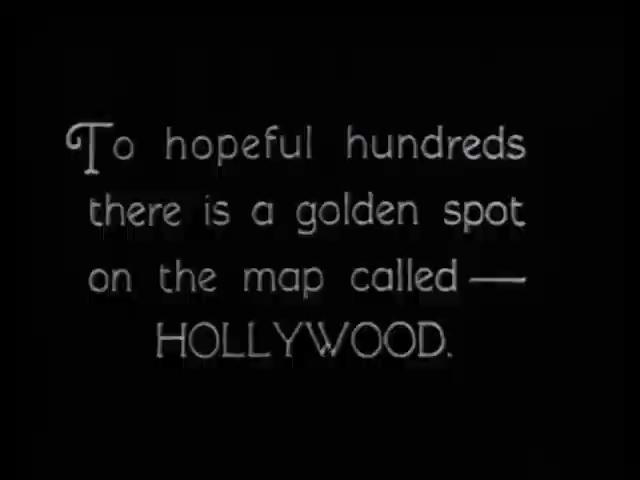 To hopeful hundreds
there is a golden spot
on the map called —
HOLLYWOOD.